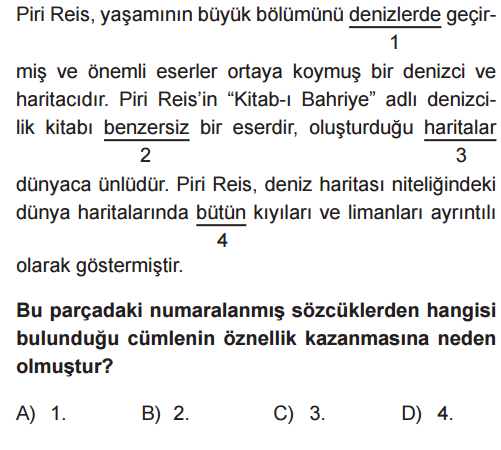 Piri Reis, yaşamının büyük bölümünü denizlerde geçir-
1
miş ve önemli eserler ortaya koymuş bir denizci ve
haritacıdır. Piri Reis'in “Kitab-ı Bahriye” adlı denizci-
lik kitabı benzersiz bir eserdir, oluşturduğu haritalar
2 3
dünyaca ünlüdür. Piri Reis, deniz haritası niteliğindeki
dünya haritalarında bütün kıyıları ve limanları ayrıntılı
4
olarak göstermiştir.
Bu parçadaki numaralanmış sözcüklerden hangisi
bulunduğu cümlenin öznellik kazanmasına neden
olmuştur?
A) 1. B) 2. C) 3. D) 4.